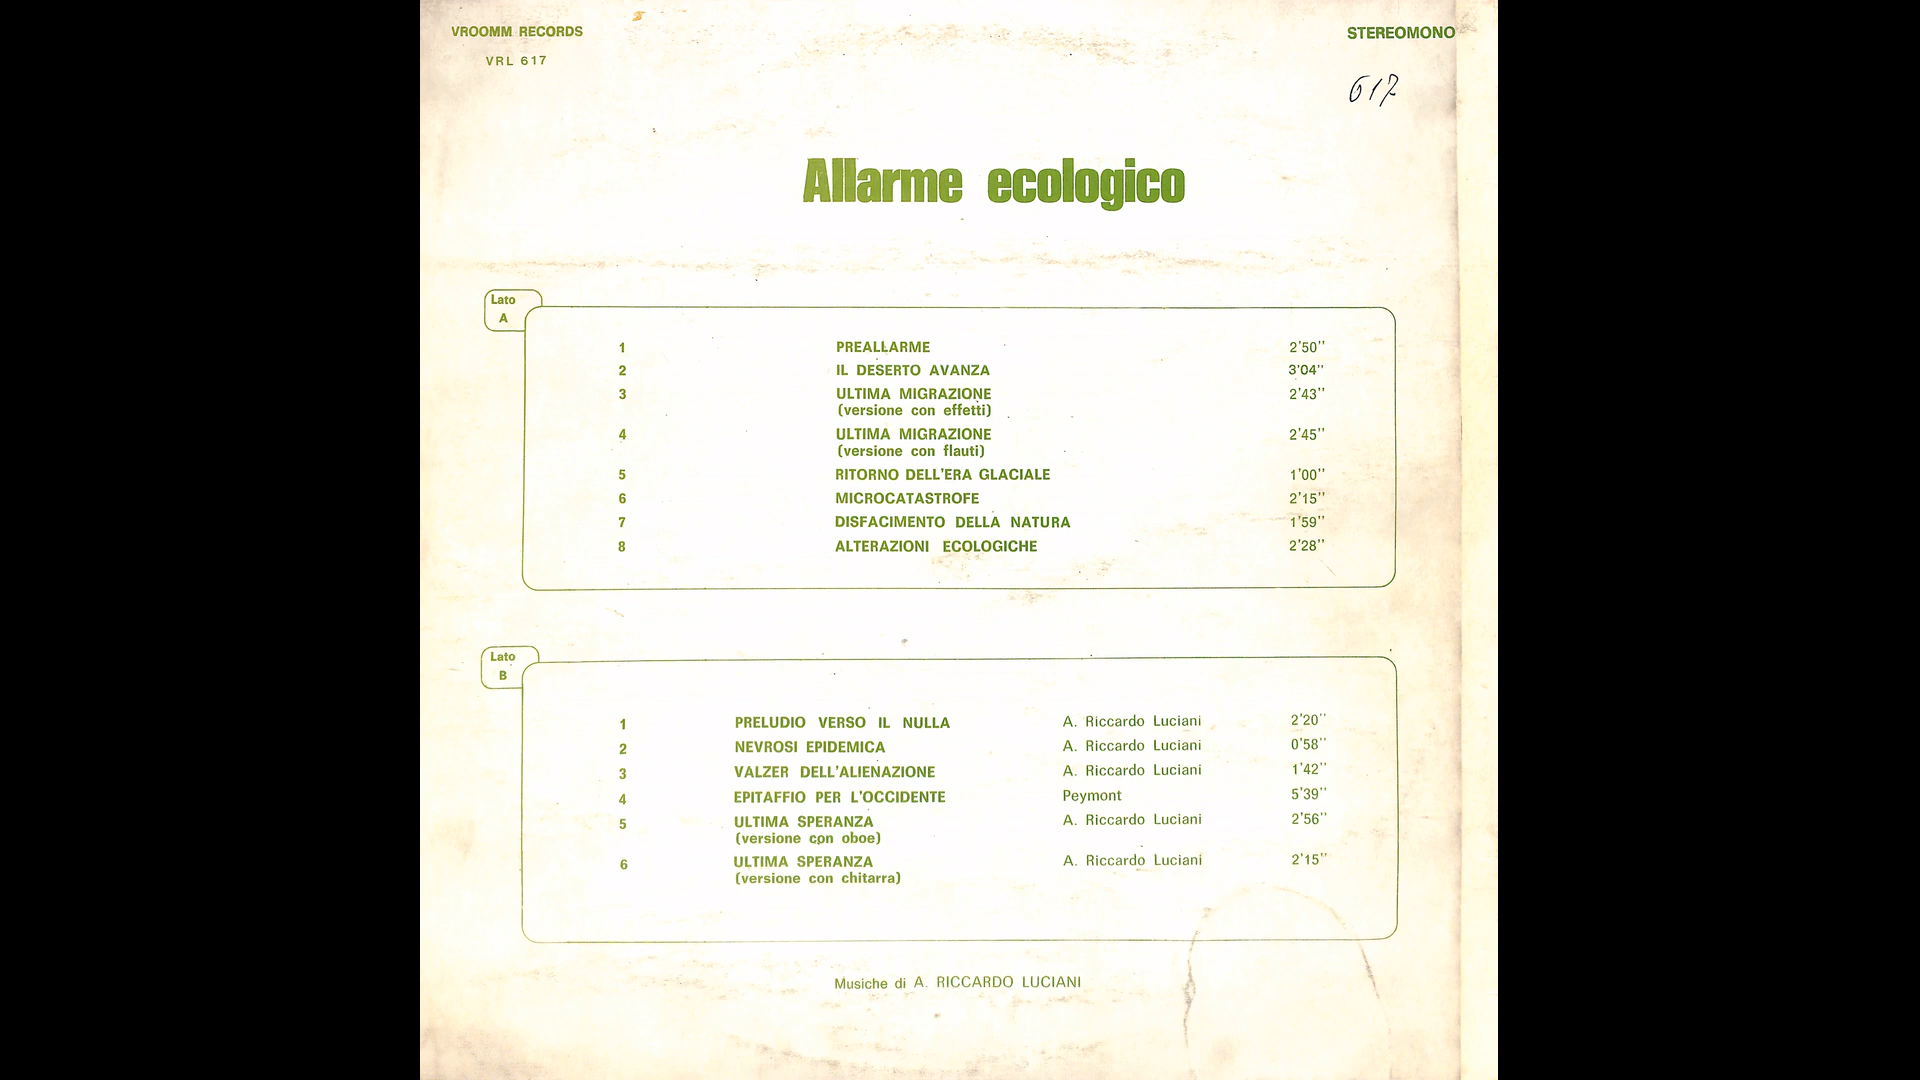 VROOMM RECORDS
STEREOMONO
VRL 617
617
Allarme ecologico
Lato
A
1 PREALLARME 2'50''
2 IL DESERTO AVANZA 3'04''
3 ULTIMA MIGRAZIONE 2'43''
(versione con effetti)
4 ULTIMA MIGRAZIONE 2'45''
(versione con flauti)
5 RITORNO DELL'ERA GLACIALE 1'00''
6 MICROCATASTROFE 2'15''
7 DISFACIMENTO DELLA NATURA 1'59''
8 ALTERAZIONI ECOLOGICHE 2'28''
Lato
B
1 PRELUDIO VERSO IL NULLA A. Riccardo Luciani 2'20''
2 NEVROSI EPIDEMICA A. Riccardo Luciani 0'58''
3 VALZER DELL'ALIENAZIONE A. Riccardo Luciani 1'42''
4 EPITAFFIO PER L'OCCIDENTE Peymont 5'39''
5 ULTIMA SPERANZA A. Riccardo Luciani 2'56''
(versione con oboe)
6 ULTIMA SPERANZA A. Riccardo Luciani 2'15''
(versione con chitarra)
Musiche di A. RICCARDO LUCIANI